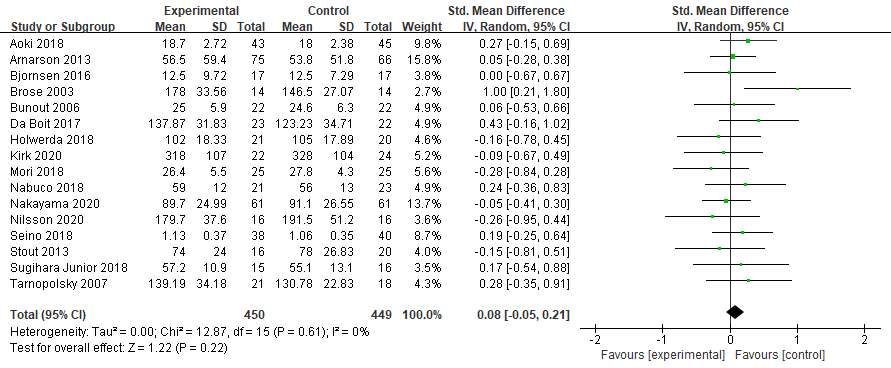 Experimental Control Std. Mean Difference Std. Mean Difference
Study or Subgroup Mean SD Total Mean SD Total Weight IV, Random, 95% CI IV, Random, 95% CI
Aoki 2018 18.7 2.72 43 18 2.38 45 9.8% 0.27 [-0.15, 0.69]
Arnarson 2013 56.5 59.4 75 53.8 51.8 66 15.8% 0.05 [-0.28, 0.38]
Bjornsen 2016 12.5 9.72 17 12.5 7.29 17 3.8% 0.00 [-0.67, 0.67]
Brose 2003 178 33.56 14 146.5 27.07 14 2.7% 1.00 [0.21, 1.80]
Bunout 2006 25 5.9 22 24.6 6.3 22 4.9% 0.06 [-0.53, 0.66]
Da Boit 2017 137.87 31.83 23 123.23 34.71 22 4.9% 0.43 [-0.16, 1.02]
Holwerda 2018 102 18.33 21 105 17.89 20 4.6% -0.16 [-0.78, 0.45]
Kirk 2020 318 107 22 328 104 24 5.2% -0.09 [-0.67, 0.49]
Mori 2018 26.4 5.5 25 27.8 4.3 25 5.6% -0.28 [-0.84, 0.28]
Nabuco 2018 59 12 21 56 13 23 4.9% 0.24 [-0.36, 0.83]
Nakayama 2020 89.7 24.99 61 91.1 26.55 61 13.7% -0.05 [-0.41, 0.30]
Nilsson 2020 179.7 37.6 16 191.5 51.2 16 3.6% -0.26 [-0.95, 0.44]
Seino 2018 1.13 0.37 38 1.06 0.35 40 8.7% 0.19 [-0.25, 0.64]
Stout 2013 74 24 16 78 26.83 20 4.0% -0.15 [-0.81, 0.51]
Sugihara Junior 2018 57.2 10.9 15 55.1 13.1 16 3.5% 0.17 [-0.54, 0.88]
Tarnopolsky 2007 139.19 34.18 21 130.78 22.83 18 4.3% 0.28 [-0.35, 0.91]
Total (95% CI) 450 449 100.0% 0.08 [-0.05, 0.21]
Heterogeneity: Tau² = 0.00; Chi² = 12.87, df = 15 (P = 0.61); I² = 0%
Test for overall effect: Z = 1.22 (P = 0.22)
-2 -1 0 1 2
Favours [experimental] Favours [control]